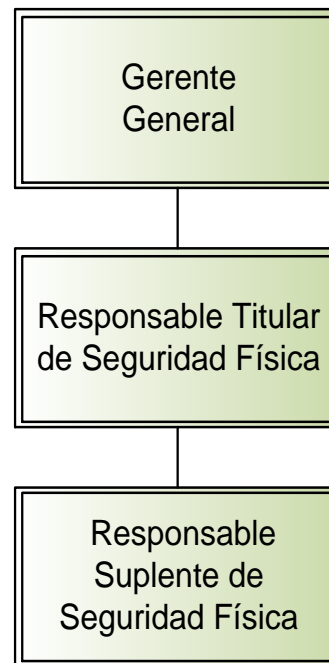 Gerente
General
Responsable Titular
de Seguridad Física
Responsable
Suplente de
Seguridad Física